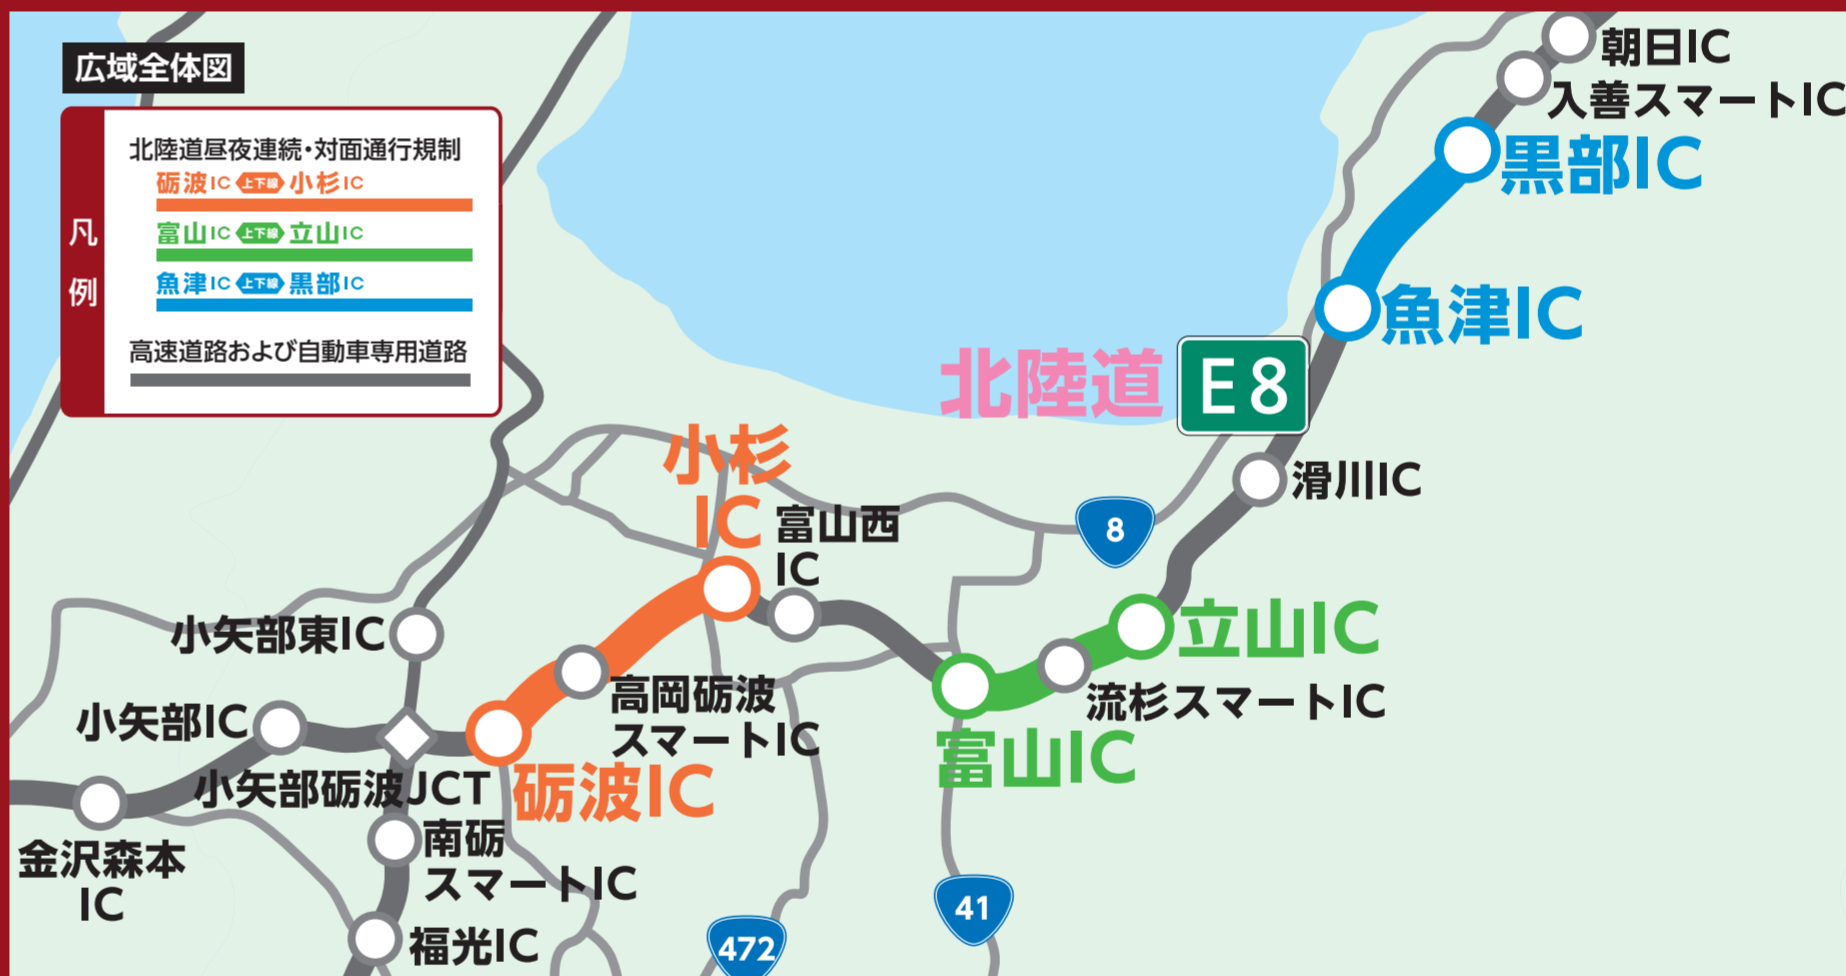 広域全体図
凡例
北陸道昼夜連続・対面通行規制
砺波IC 上下線 小杉IC
富山IC 上下線 立山IC
魚津IC 上下線 黒部IC
高速道路および自動車専用道路
朝日IC
入善スマートIC
黒部IC
魚津IC
北陸道
E8
滑川IC
8
小杉
IC
富山西
IC
立山IC
流杉スマートIC
富山IC
小矢部東IC
高岡砺波
スマートIC
小矢部IC
小矢部砺波JCT
砺波IC
金沢森本
IC
南砺
スマートIC
福光IC
472
41